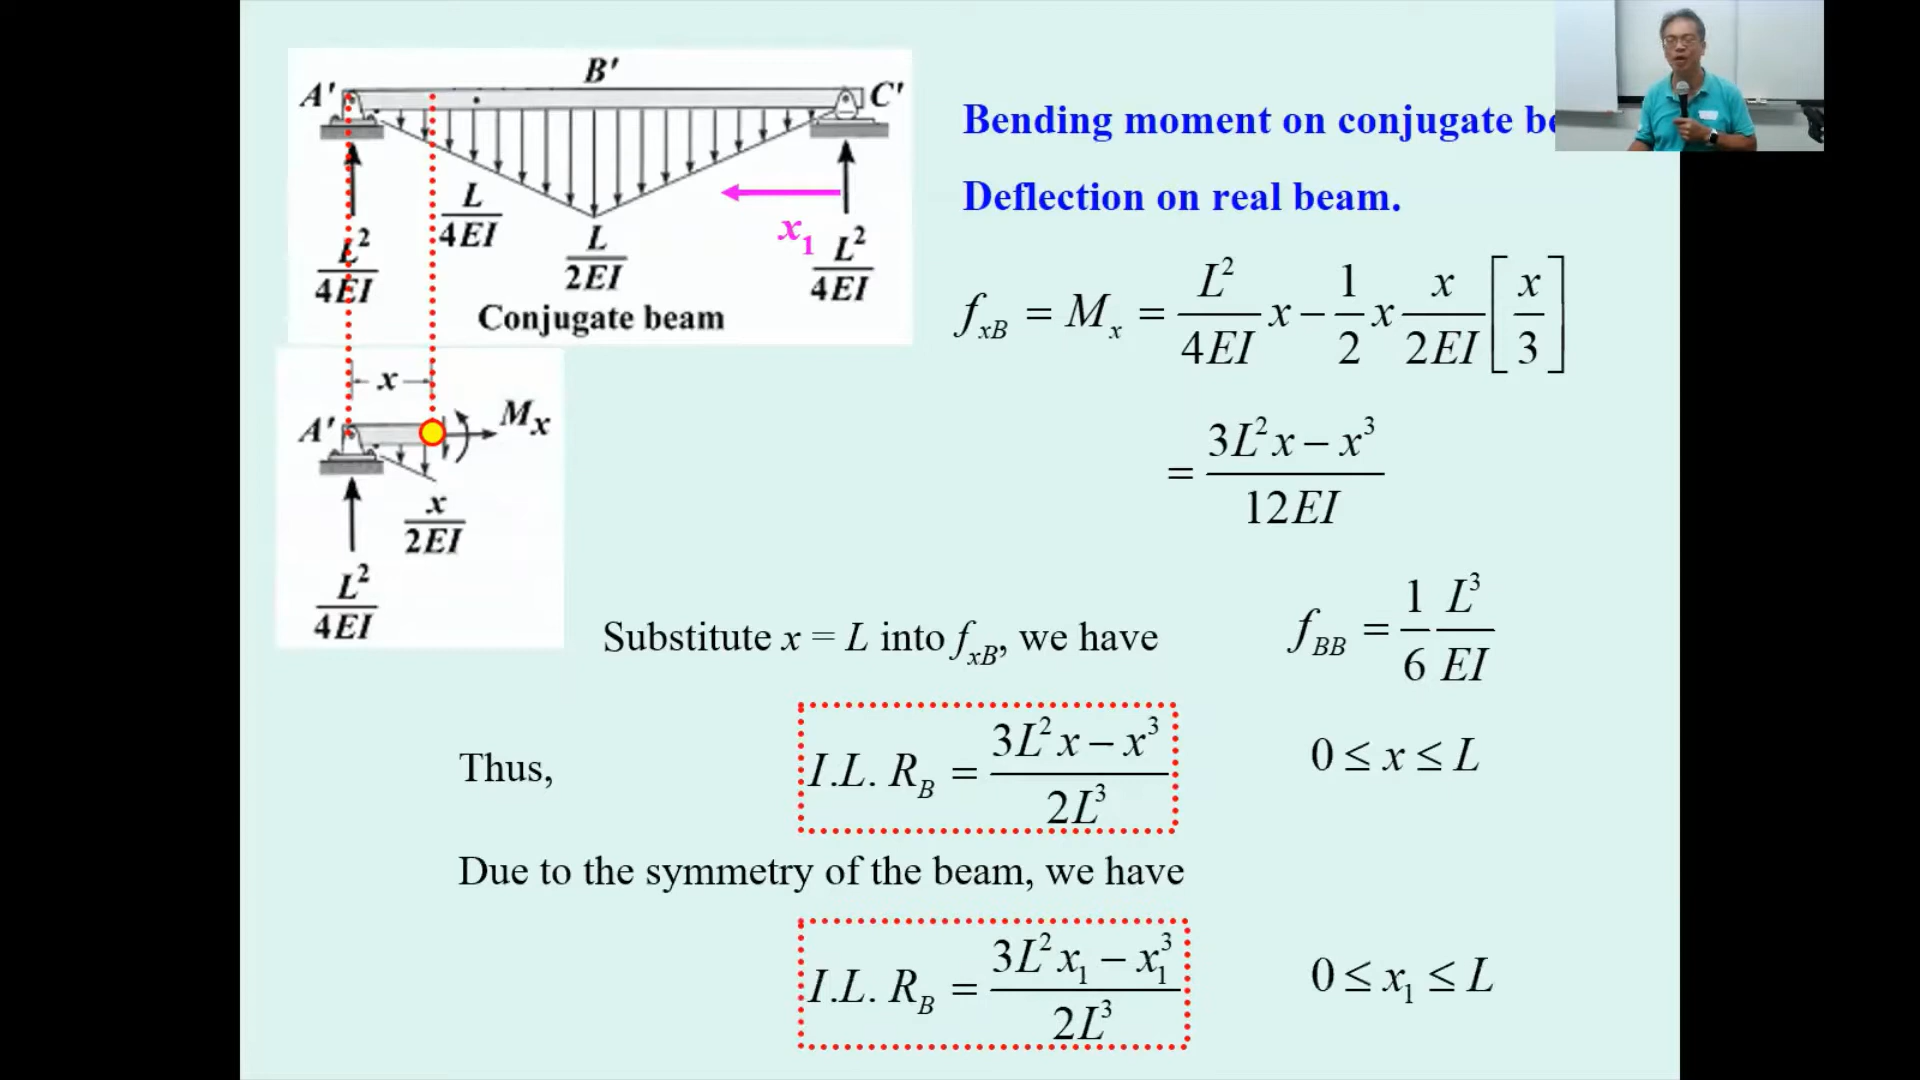 A' B' C'
L/4EI
x₁
L²/4EI L/2EI L²/4EI
Conjugate beam
x
A' Mₓ
x/2EI
L²/4EI
Bending moment on conjugate be
Deflection on real beam.
f_xB = M_x = L²/4EI x − 1/2 x x/2EI [x/3]
= 3L²x − x³ / 12EI
Substitute x = L into f_xB, we have f_BB = 1/6 L³/EI
Thus, I.L. R_B = 3L²x − x³ / 2L³ 0 ≤ x ≤ L
Due to the symmetry of the beam, we have
I.L. R_B = 3L²x₁ − x₁³ / 2L³ 0 ≤ x₁ ≤ L